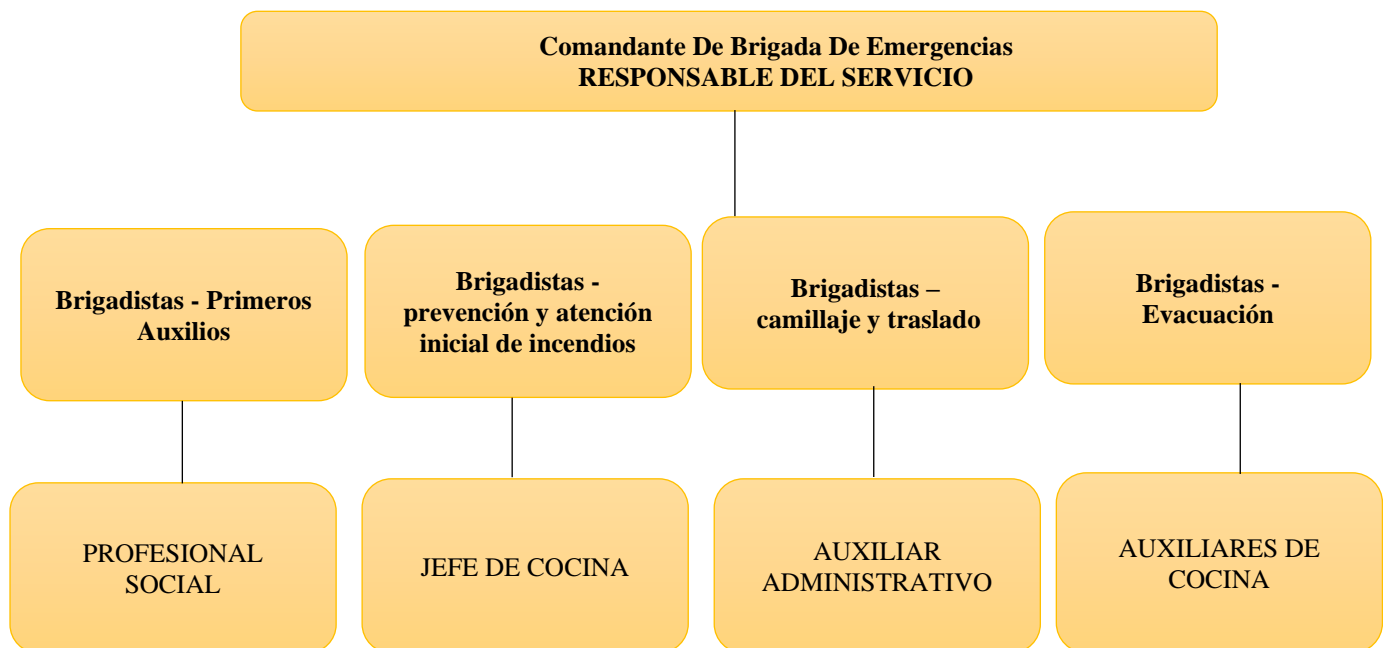 Comandante De Brigada De Emergencias
RESPONSABLE DEL SERVICIO
Brigadistas - Primeros
Auxilios
Brigadistas -
prevención y atención
inicial de incendios
Brigadistas –
camillaje y traslado
Brigadistas -
Evacuación
PROFESIONAL
SOCIAL
JEFE DE COCINA
AUXILIAR
ADMINISTRATIVO
AUXILIARES DE
COCINA